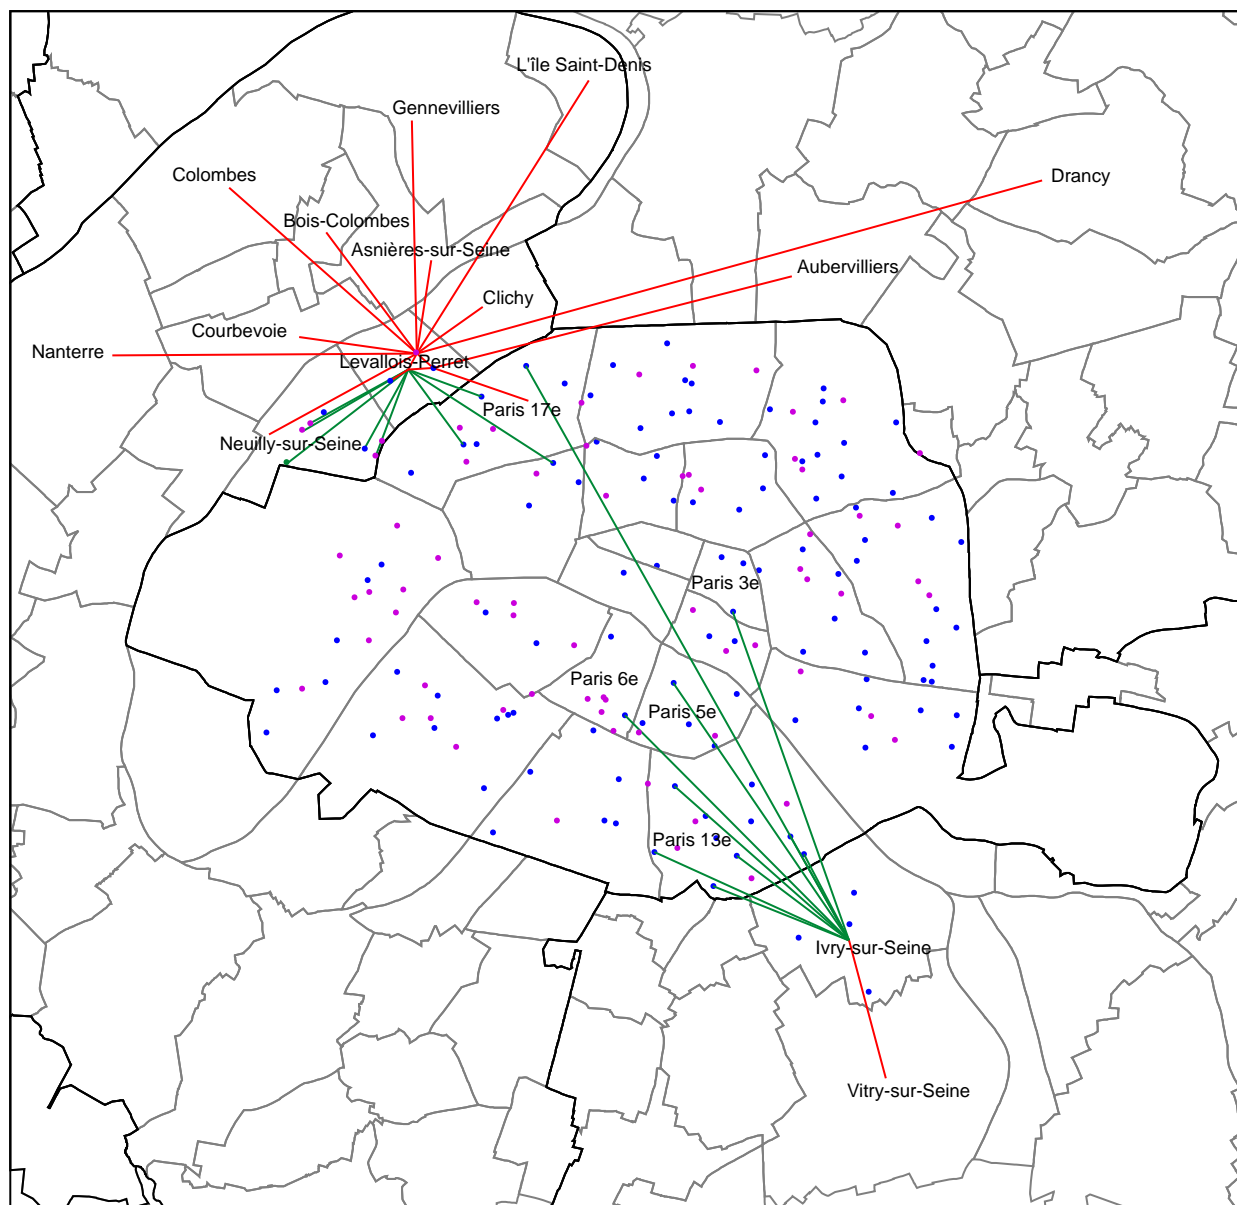 L'île Saint-Denis
Gennevilliers
Colombes
Drancy
Bois-Colombes
Asnières-sur-Seine
Aubervilliers
Clichy
Courbevoie
Nanterre
Levallois-Perret
Paris 17e
Neuilly-sur-Seine
Paris 3e
Paris 6e
Paris 5e
Paris 13e
Ivry-sur-Seine
Vitry-sur-Seine